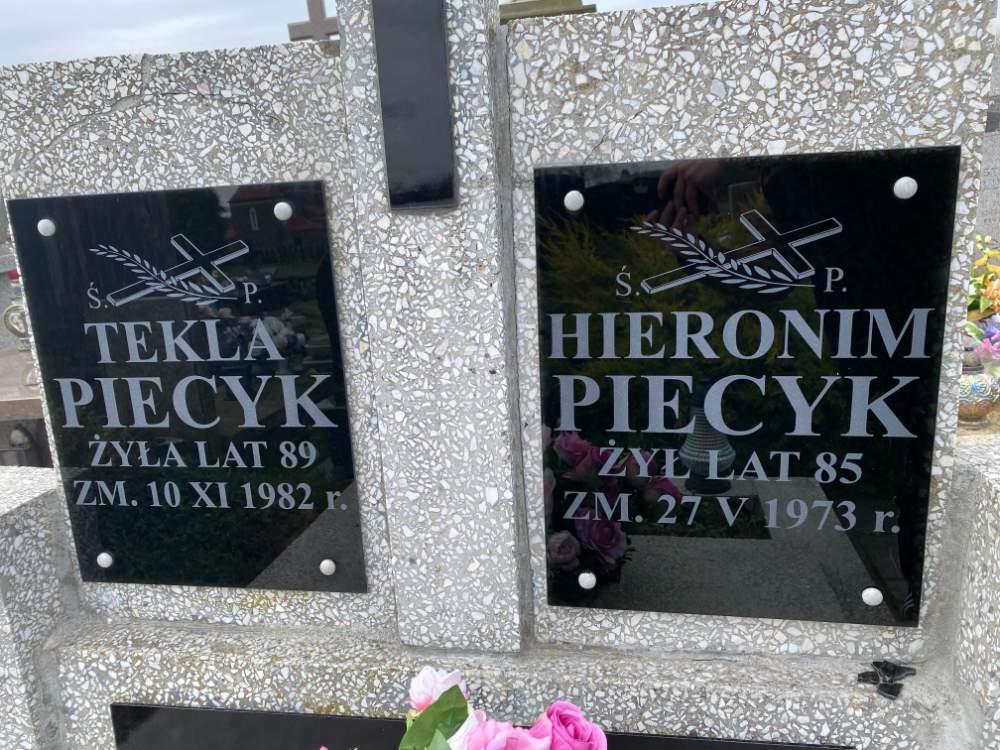 Ś. P.
TEKLA
PIECYK
ŻYŁA LAT 89
ZM. 10 XI 1982 r.
Ś. P.
HIERONIM
PIECYK
ŻYŁ LAT 85
ZM. 27 V 1973 r.